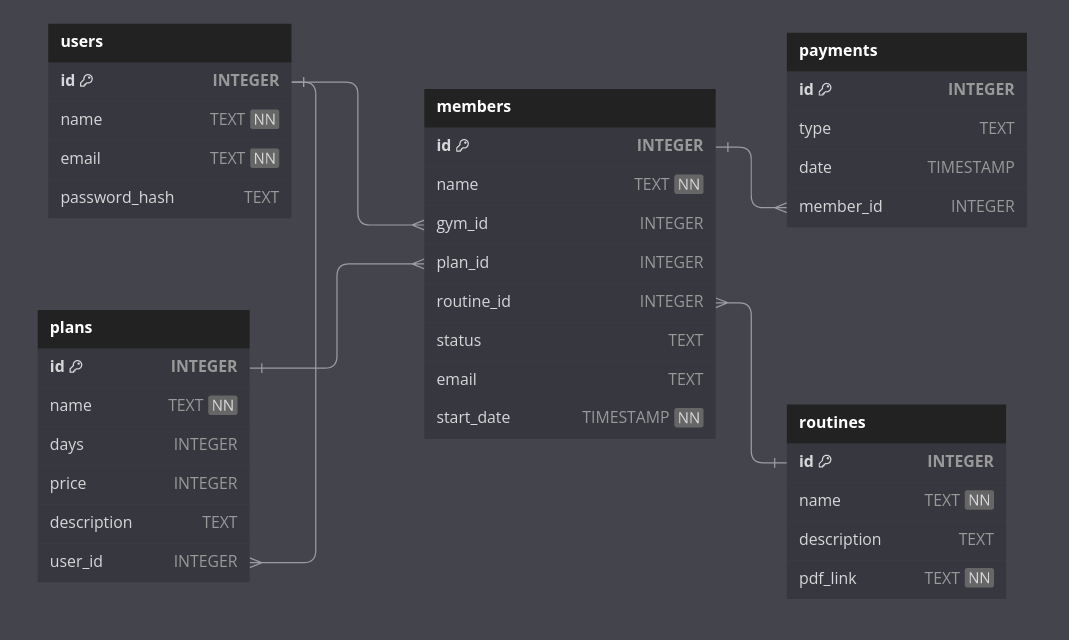 users
id INTEGER
name TEXT NN
email TEXT NN
password_hash TEXT
plans
id INTEGER
name TEXT NN
days INTEGER
price INTEGER
description TEXT
user_id INTEGER
members
id INTEGER
name TEXT NN
gym_id INTEGER
plan_id INTEGER
routine_id INTEGER
status TEXT
email TEXT
start_date TIMESTAMP NN
payments
id INTEGER
type TEXT
date TIMESTAMP
member_id INTEGER
routines
id INTEGER
name TEXT NN
description TEXT
pdf_link TEXT NN